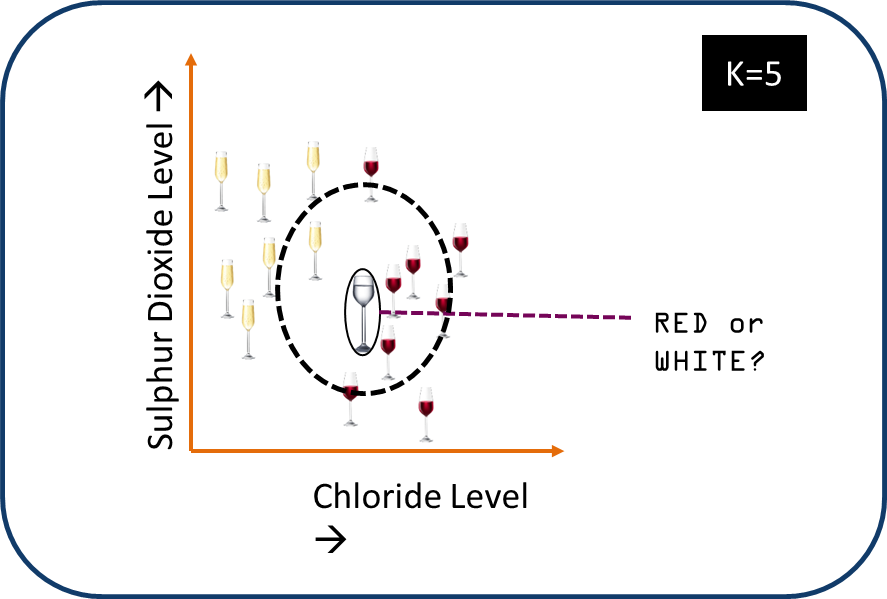 K=5
Sulphur Dioxide Level →
RED or
WHITE?
Chloride Level
→